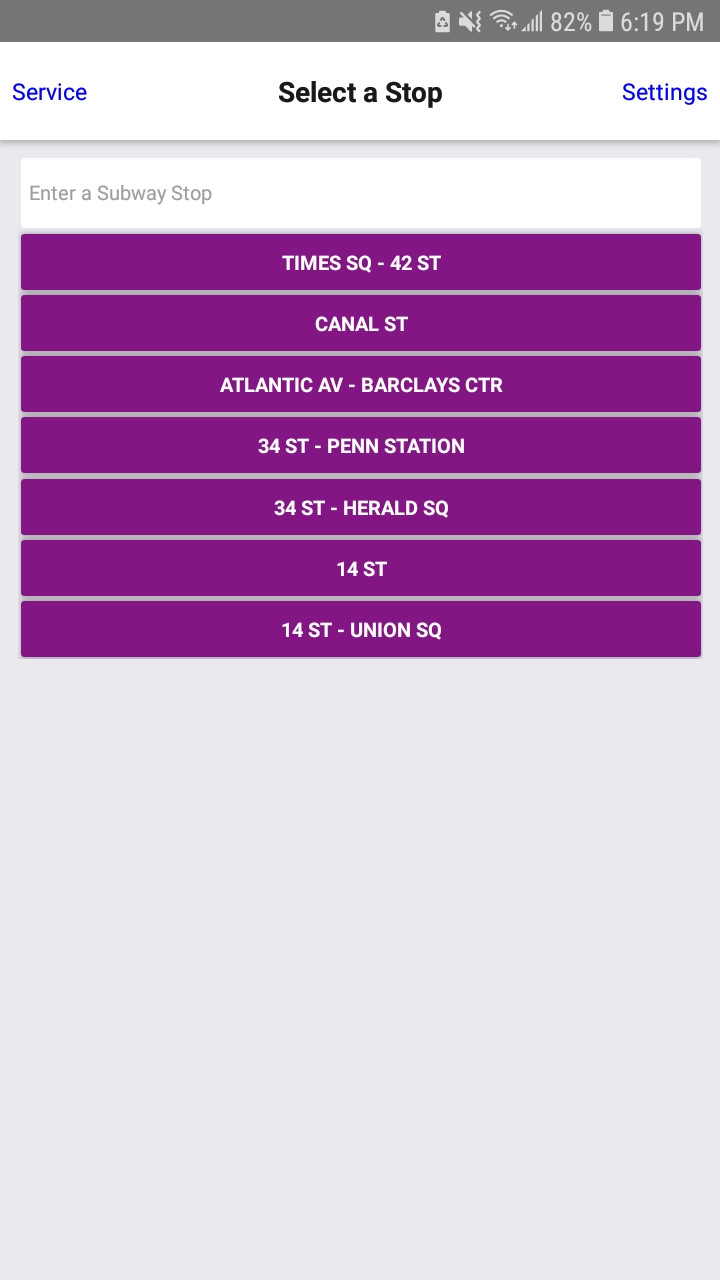 82% 6:19 PM
Service Select a Stop Settings
Enter a Subway Stop
TIMES SQ - 42 ST
CANAL ST
ATLANTIC AV - BARCLAYS CTR
34 ST - PENN STATION
34 ST - HERALD SQ
14 ST
14 ST - UNION SQ